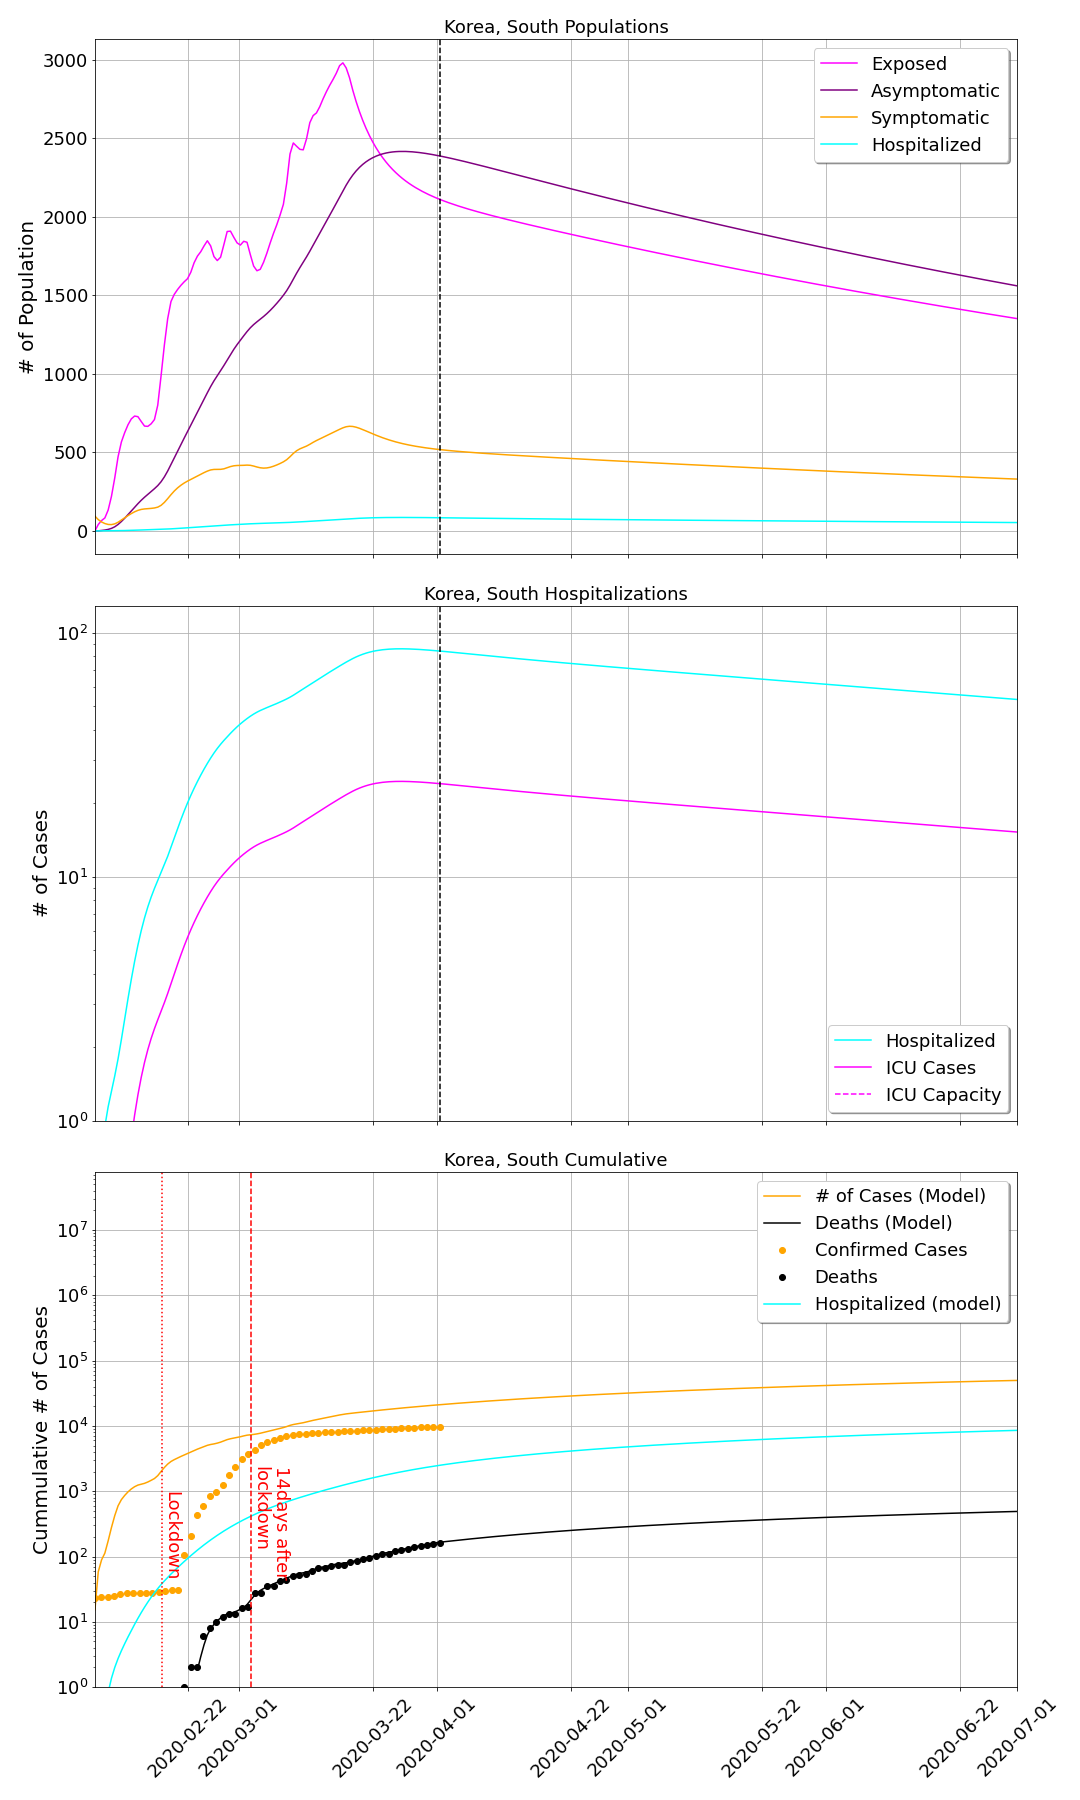 Korea, South Populations
# of Population
3000
2500
2000
1500
1000
500
0
Exposed
Asymptomatic
Symptomatic
Hospitalized
Korea, South Hospitalizations
# of Cases
10²
10¹
10⁰
Hospitalized
ICU Cases
ICU Capacity
Korea, South Cumulative
Cummulative # of Cases
10⁷
10⁶
10⁵
10⁴
10³
10²
10¹
10⁰
# of Cases (Model)
Deaths (Model)
Confirmed Cases
Deaths
Hospitalized (model)
Lockdown
14days after
lockdown
2020-02-22
2020-03-01
2020-03-22
2020-04-01
2020-04-22
2020-05-01
2020-05-22
2020-06-01
2020-06-22
2020-07-01